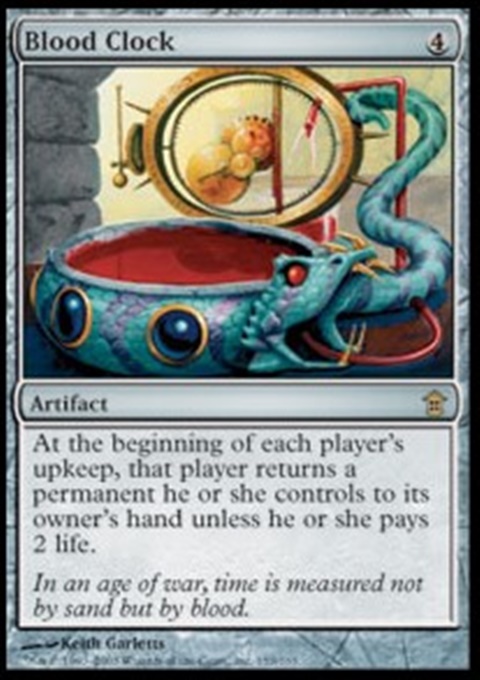 Blood Clock 4
Artifact
At the beginning of each player's
upkeep, that player returns a
permanent he or she controls to its
owner's hand unless he or she pays
2 life.
In an age of war, time is measured not
by sand but by blood.
Keith Garletts